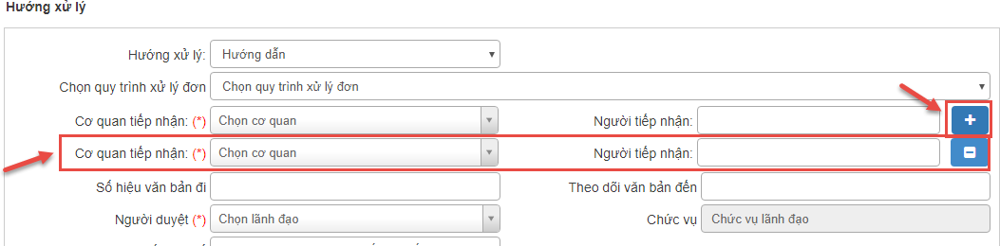 Hướng xử lý
Hướng xử lý: Hướng dẫn
Chọn quy trình xử lý đơn Chọn quy trình xử lý đơn
Cơ quan tiếp nhận: (*) Chọn cơ quan Người tiếp nhận:
Cơ quan tiếp nhận: (*) Chọn cơ quan Người tiếp nhận:
Số hiệu văn bản đi Theo dõi văn bản đến
Người duyệt (*) Chọn lãnh đạo Chức vụ Chức vụ lãnh đạo